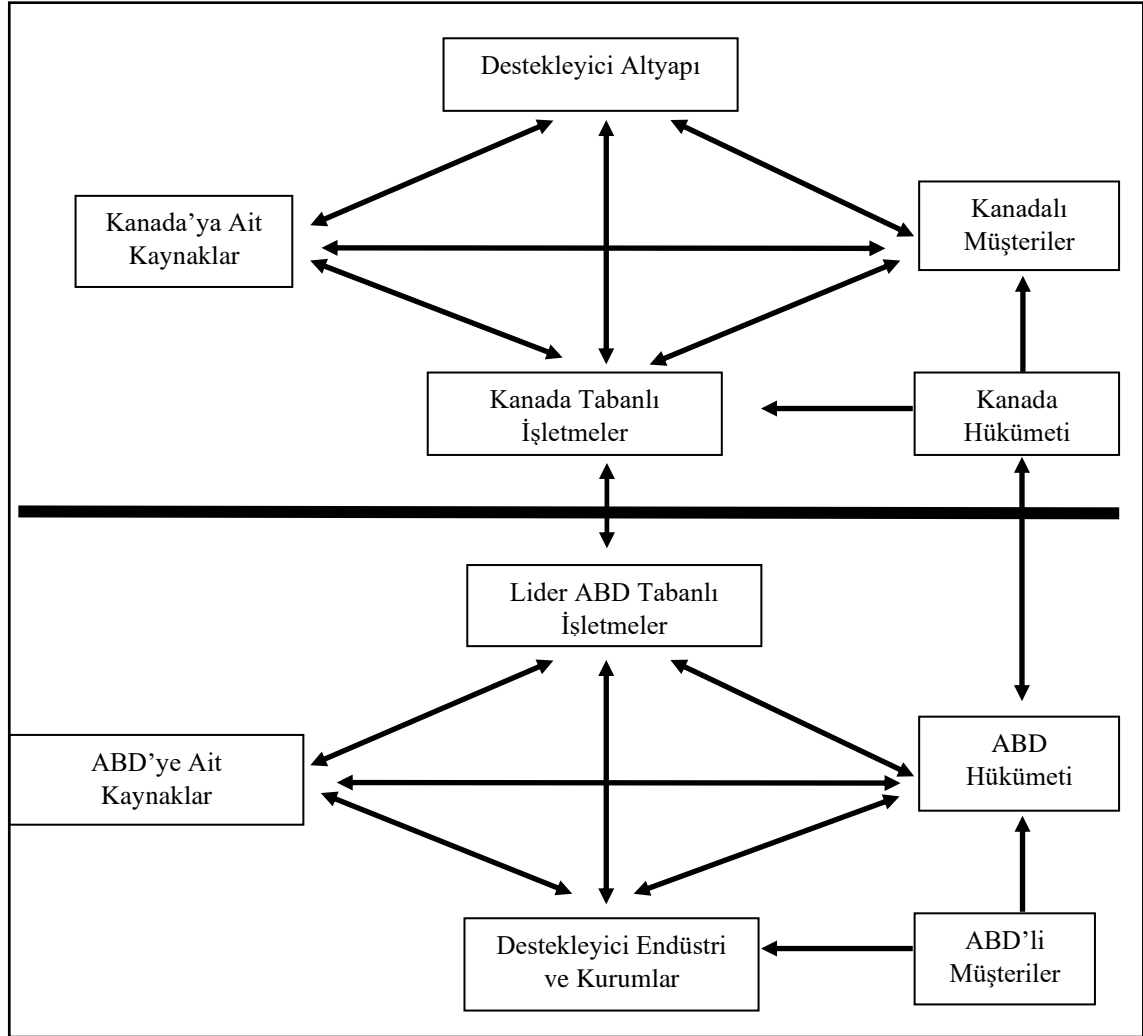 Destekleyici Altyapı
Kanada’ya Ait
Kaynaklar
Kanadalı
Müşteriler
Kanada Tabanlı
İşletmeler
Kanada
Hükümeti
Lider ABD Tabanlı
İşletmeler
ABD’ye Ait
Kaynaklar
ABD
Hükümeti
Destekleyici Endüstri
ve Kurumlar
ABD’li
Müşteriler